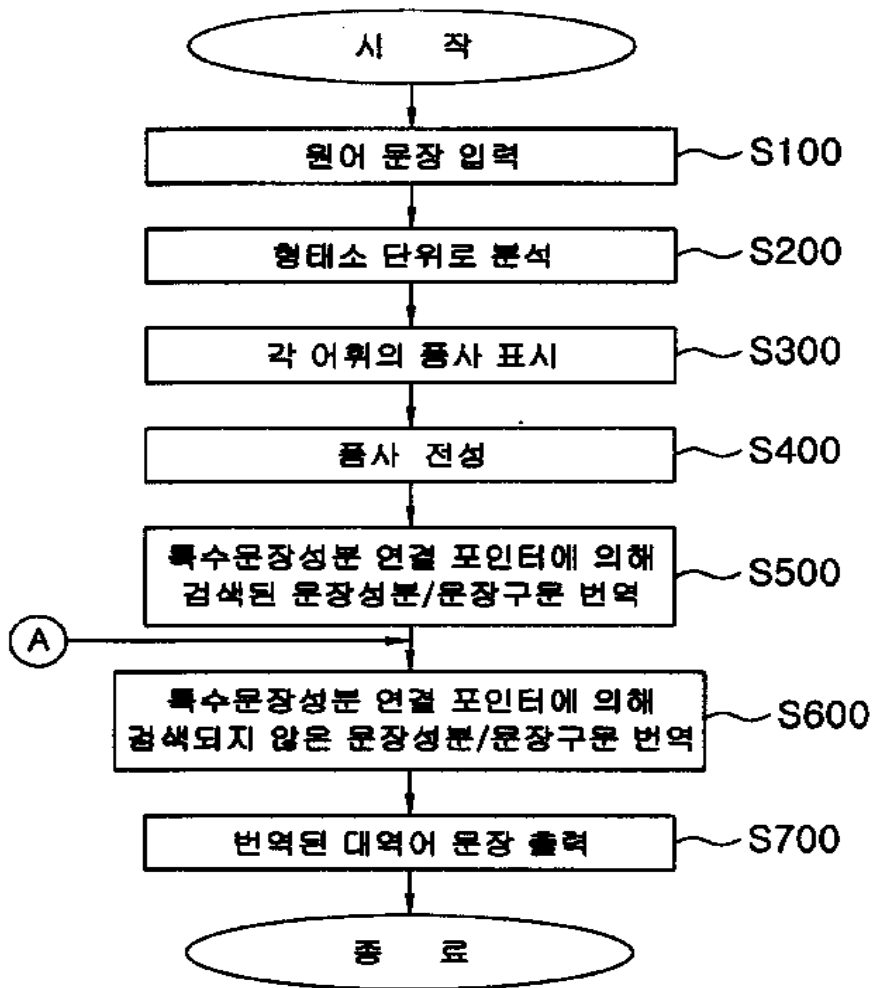 시 작
원어 문장 입력
S100
형태소 단위로 분석
S200
각 어휘의 품사 표시
S300
품사 전성
S400
특수문장성분 연결 포인터에 의해
검색된 문장성분/문장구문 번역
S500
A
특수문장성분 연결 포인터에 의해
검색되지 않은 문장성분/문장구문 번역
S600
번역된 대역어 문장 출력
S700
종 료